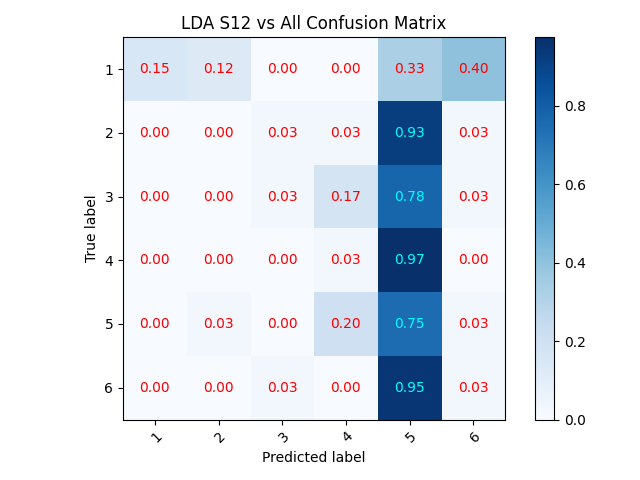 LDA S12 vs All Confusion Matrix
True label
1 0.15 0.12 0.00 0.00 0.33 0.40
2 0.00 0.00 0.03 0.03 0.93 0.03
3 0.00 0.00 0.03 0.17 0.78 0.03
4 0.00 0.00 0.00 0.03 0.97 0.00
5 0.00 0.03 0.00 0.20 0.75 0.03
6 0.00 0.00 0.03 0.00 0.95 0.03
1 2 3 4 5 6
Predicted label
0.8
0.6
0.4
0.2
0.0